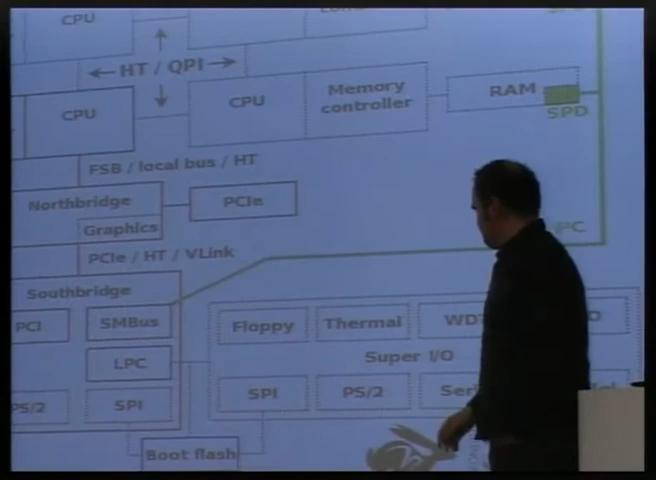 CPU
HT / QPI
CPU
CPU
Memory
controller
RAM
SPD
FSB / local bus / HT
Northbridge
PCIe
Graphics
PCIe / HT / VLink
Southbridge
PCI
SMBus
Floppy
Thermal
LPC
Super I/O
PS/2
SPI
SPI
PS/2
Boot flash